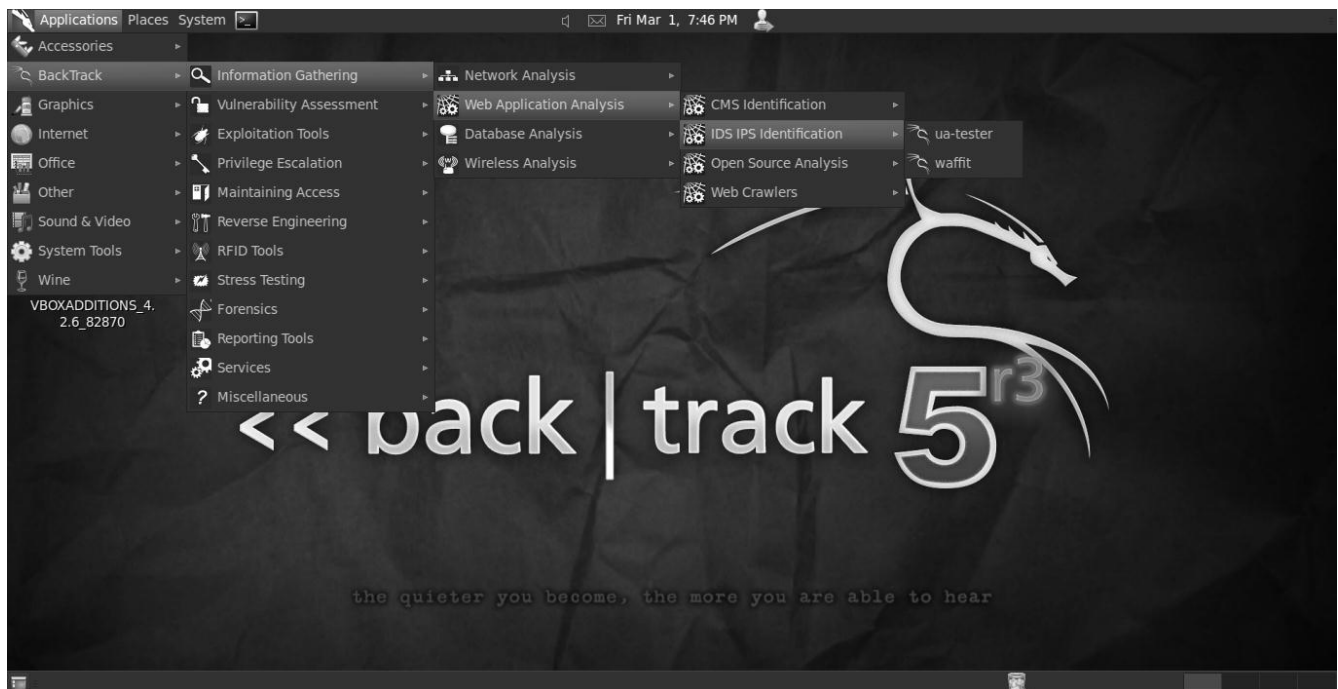 Applications Places System Fri Mar 1, 7:46 PM
Accessories
BackTrack
Graphics
Internet
Office
Other
Sound & Video
System Tools
Wine
Information Gathering
Vulnerability Assessment
Exploitation Tools
Privilege Escalation
Maintaining Access
Reverse Engineering
RFID Tools
Stress Testing
Forensics
Reporting Tools
Services
Miscellaneous
Network Analysis
Web Application Analysis
Database Analysis
Wireless Analysis
CMS Identification
IDS IPS Identification
Open Source Analysis
Web Crawlers
ua-tester
waffit
VBOXADDITIONS_4.
2.6_82870
<< back | track 5 r3
the quieter you become, the more you are able to hear